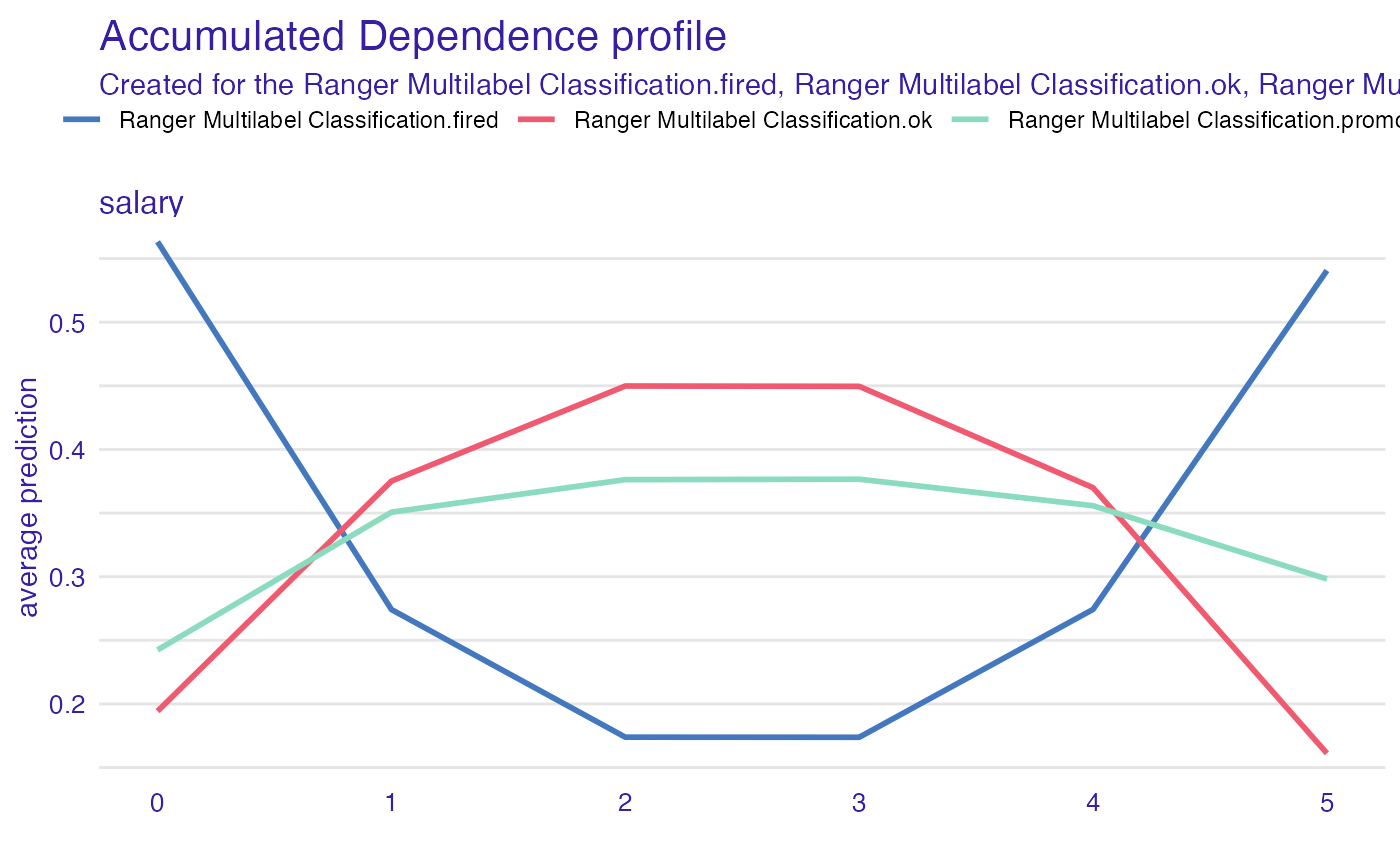 Accumulated Dependence profile
Created for the Ranger Multilabel Classification.fired, Ranger Multilabel Classification.ok, Ranger Mu
Ranger Multilabel Classification.fired Ranger Multilabel Classification.ok Ranger Multilabel Classification.promo
salary
average prediction
0.5
0.4
0.3
0.2
0 1 2 3 4 5